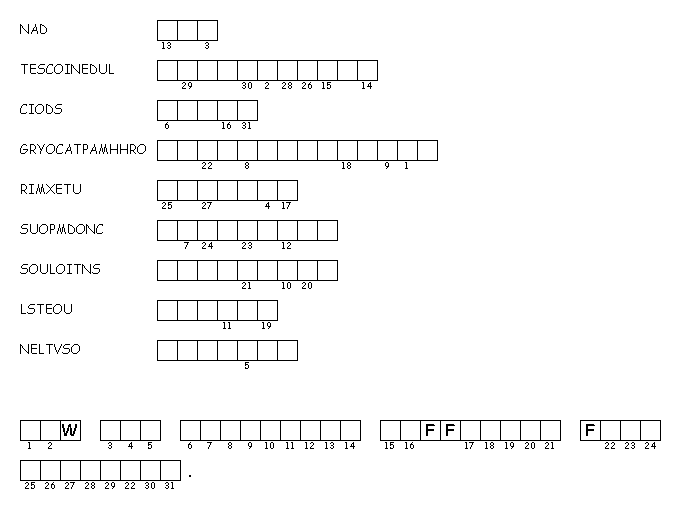 NAD
13 3
TESCOINEDUL
29 30 2 28 26 15 14
CIODS
6 16 31
GRYOCATPAMHHRO
22 8 18 9 1
RIMXETU
25 27 4 17
SUOPMDONC
7 24 23 12
SOULOITNS
21 10 20
LSTEOU
11 19
NELTVSO
5
W F F F
1 2 3 4 5 6 7 8 9 10 11 12 13 14 15 16 17 18 19 20 21 22 23 24
.
25 26 27 28 29 22 30 31